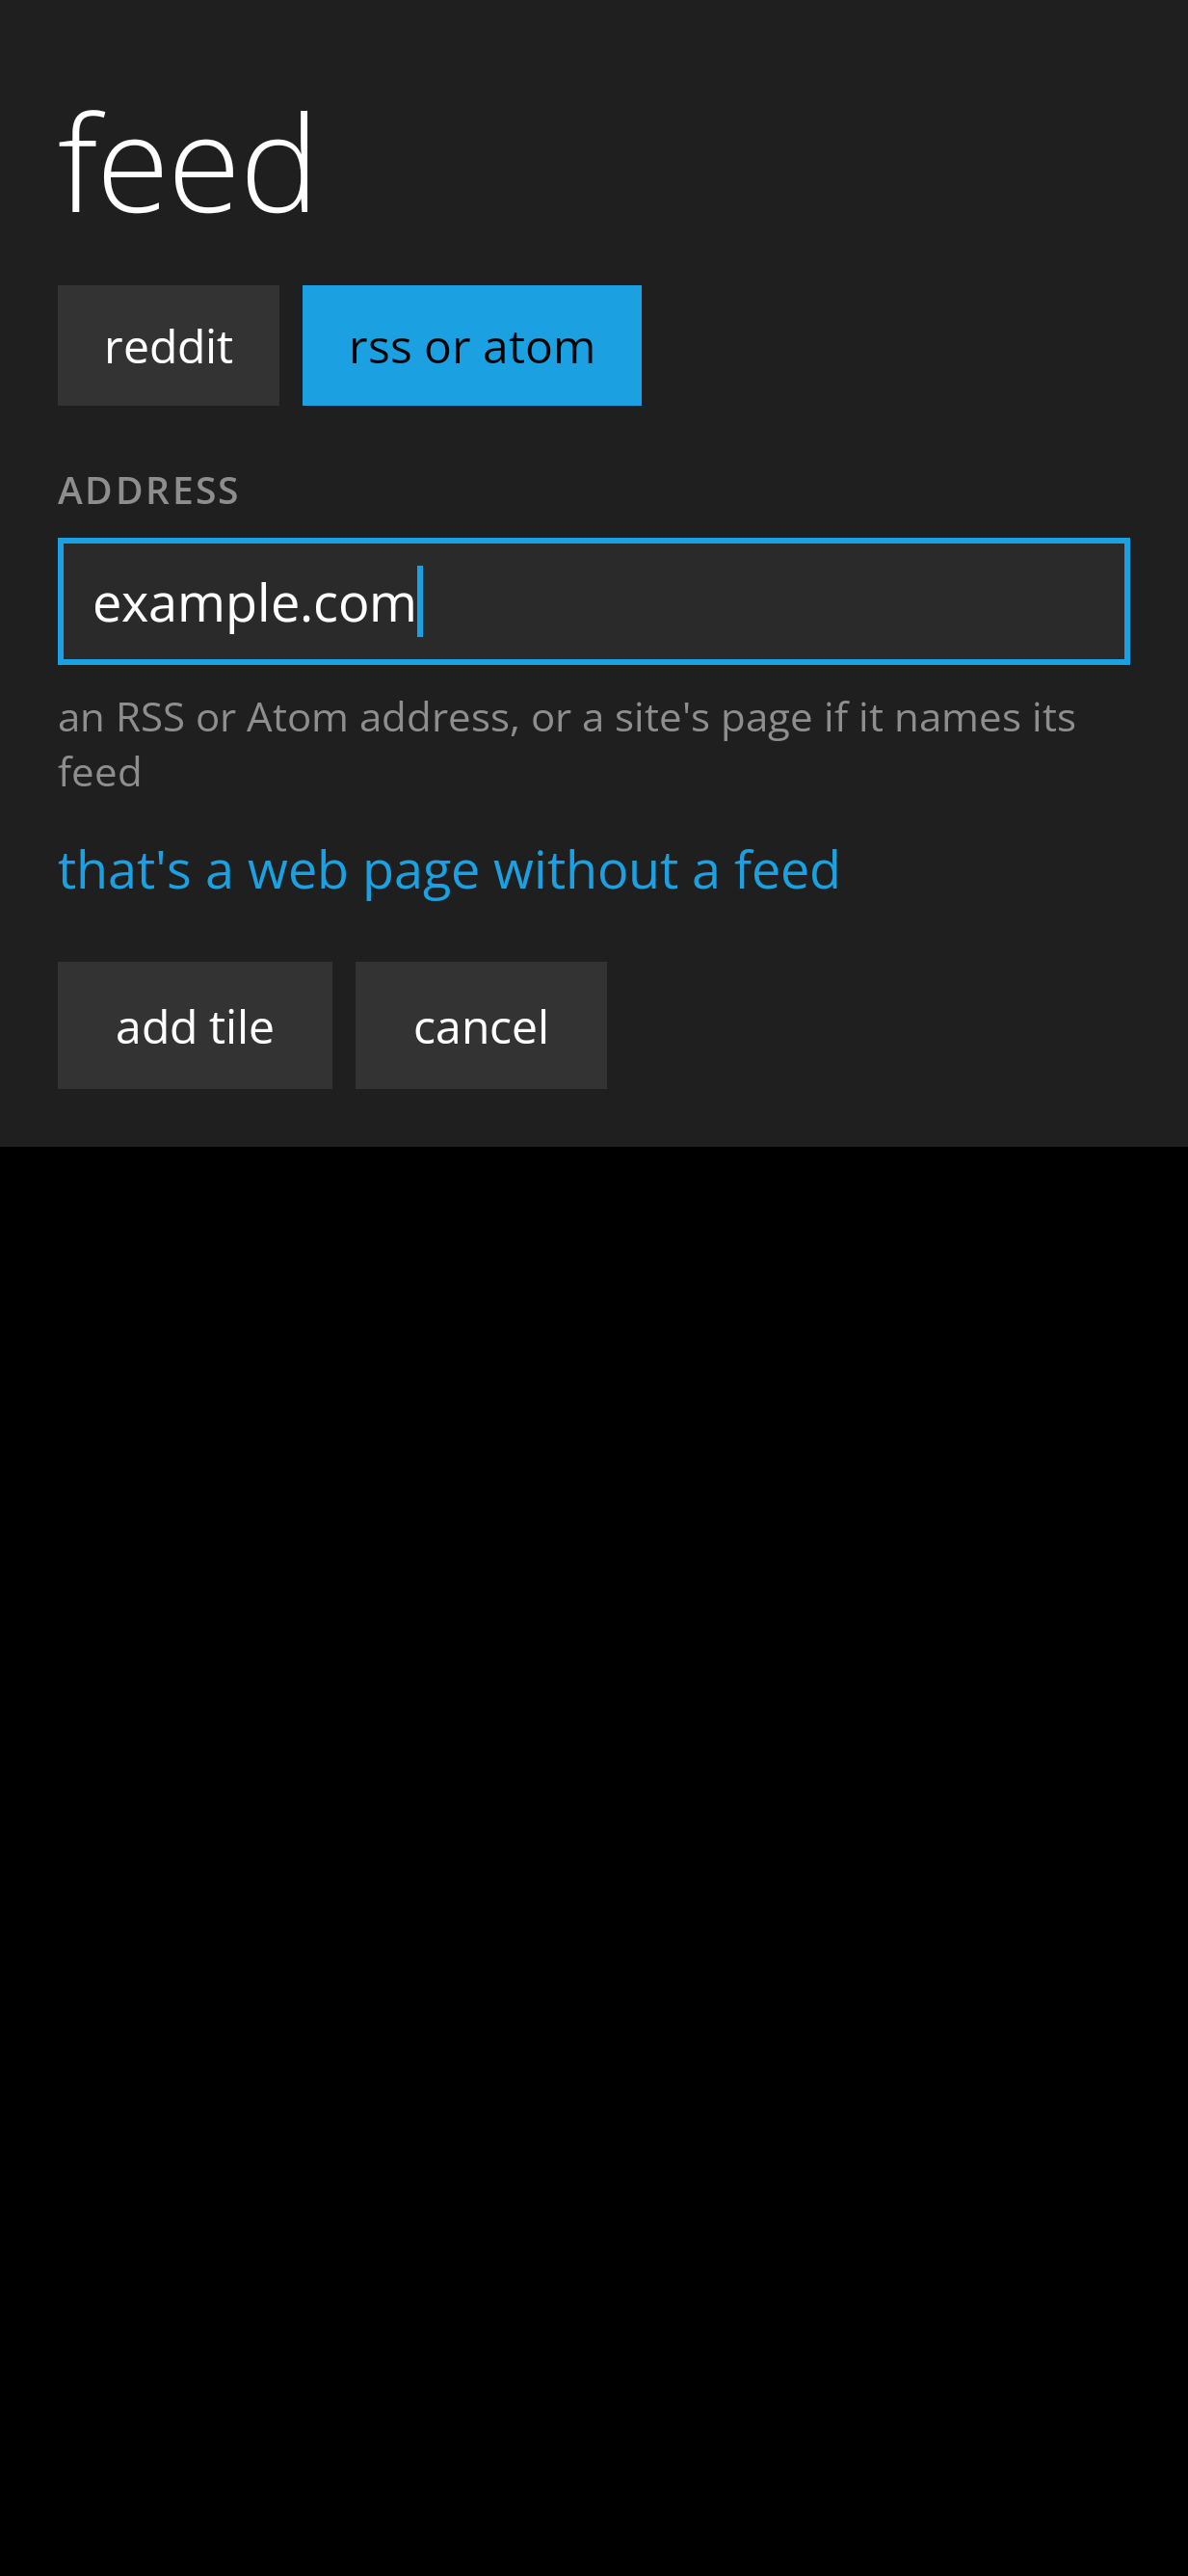 feed
reddit
rss or atom
ADDRESS
example.com
an RSS or Atom address, or a site's page if it names its
feed
that's a web page without a feed
add tile
cancel